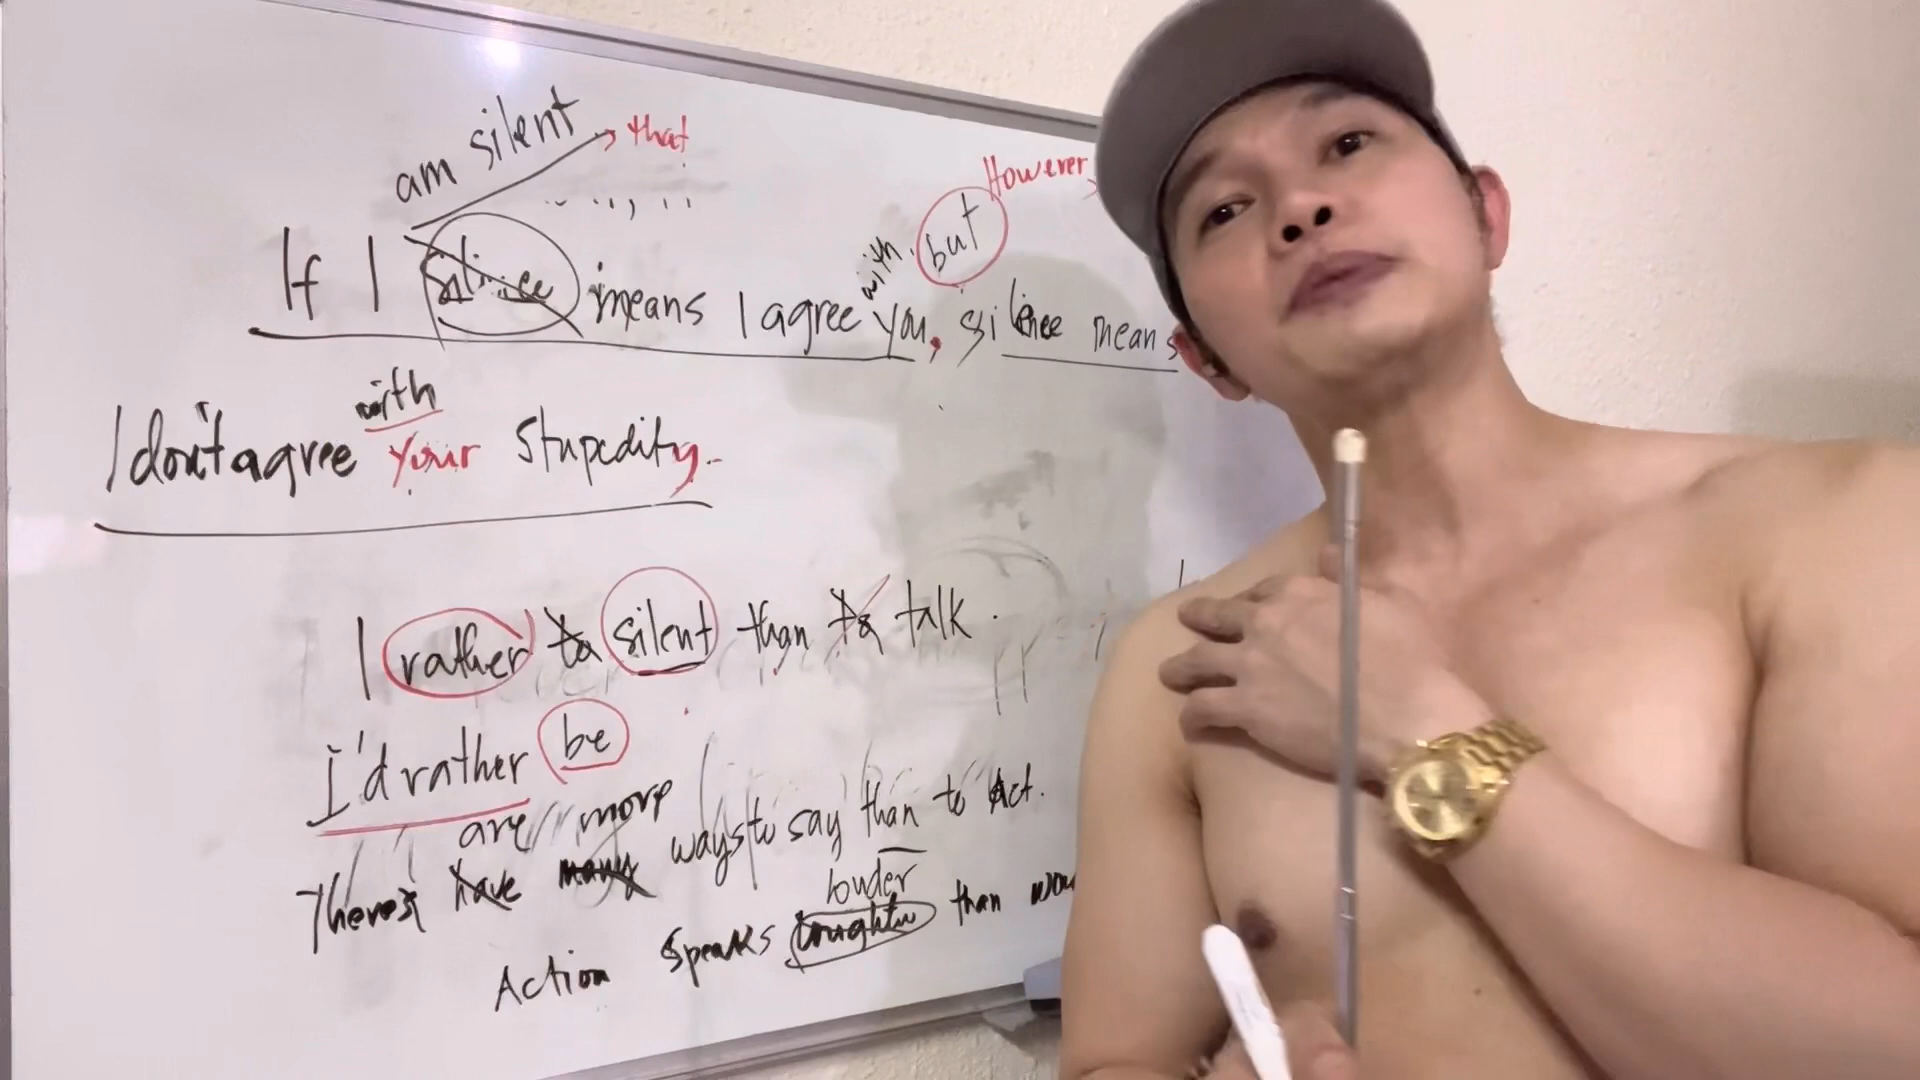 am silent that
However
If I silence means I agree with you, but silence means
I don't agree with your stupedity.
I rather to silent than to talk.
I'd rather be
are more
There's have many ways to say than to Act.
louder
Action speaks than